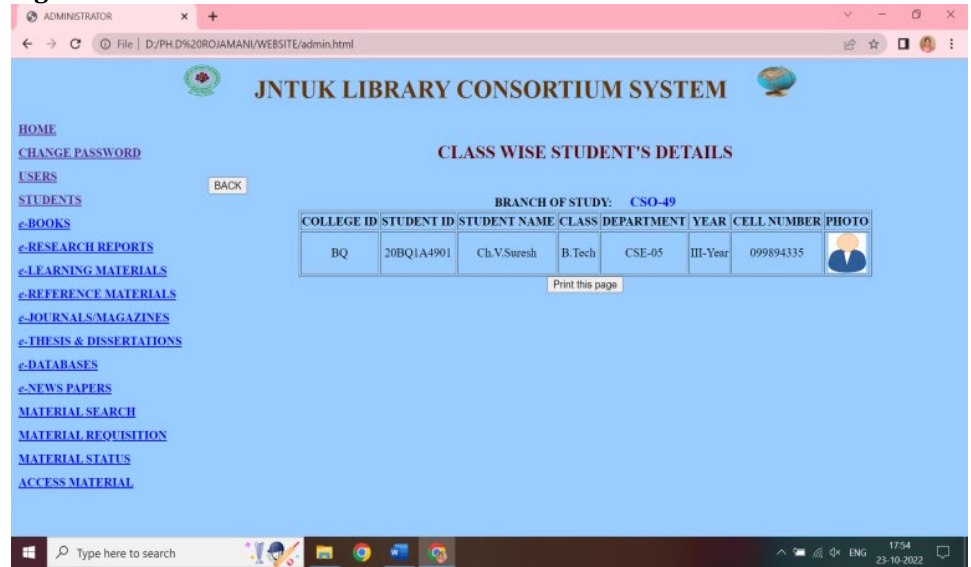 ADMINISTRATOR
File | D:/PH.D%20ROJAMANI/WEBSITE/admin.html
JNTUK LIBRARY CONSORTIUM SYSTEM
HOME
CHANGE PASSWORD
USERS
STUDENTS
e-BOOKS
e-RESEARCH REPORTS
e-LEARNING MATERIALS
e-REFERENCE MATERIALS
e-JOURNALS/MAGAZINES
e-THESIS & DISSERTATIONS
e-DATABASES
e-NEWS PAPERS
MATERIAL SEARCH
MATERIAL REQUISITION
MATERIAL STATUS
ACCESS MATERIAL
CLASS WISE STUDENT'S DETAILS
BACK
BRANCH OF STUDY: CSO-49
COLLEGE ID STUDENT ID STUDENT NAME CLASS DEPARTMENT YEAR CELL NUMBER PHOTO
BQ 20BQ1A4901 Ch.V.Suresh B.Tech CSE-05 III-Year 099894335
Print this page
Type here to search
ENG
17:54
23-10-2022